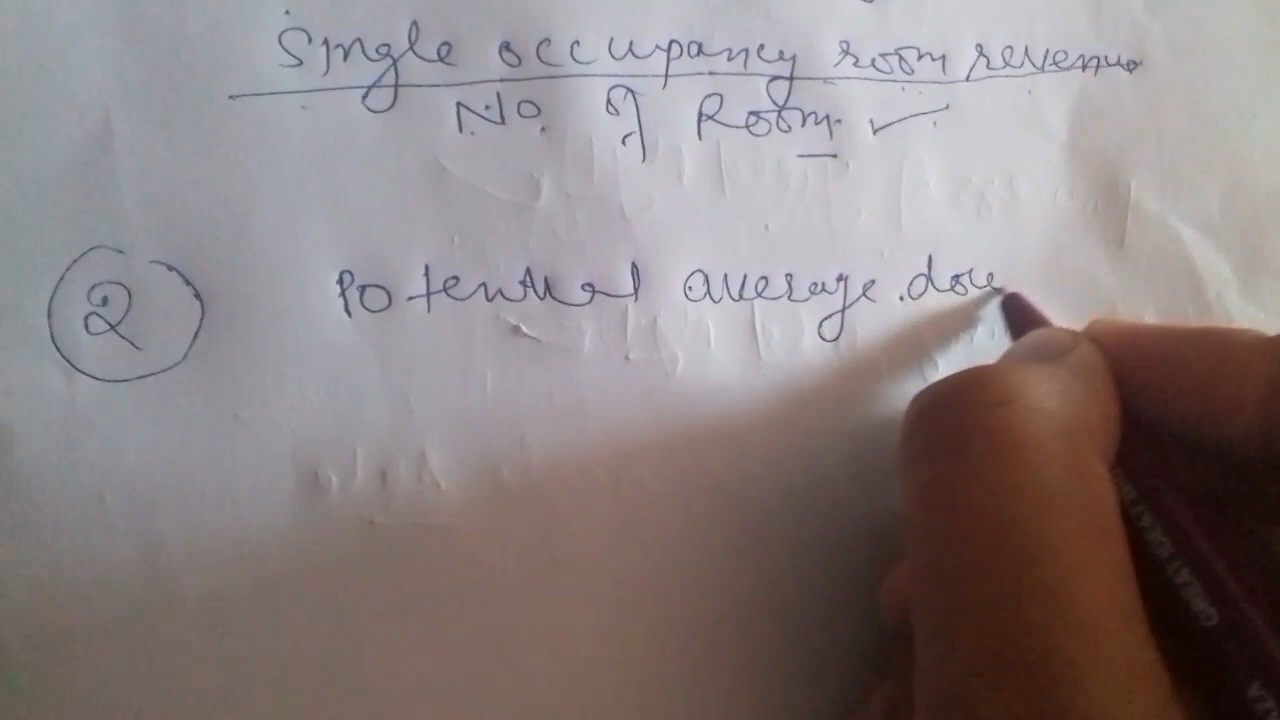 Single occupancy room revenue
No. of Room ✓
2 Potential average dou